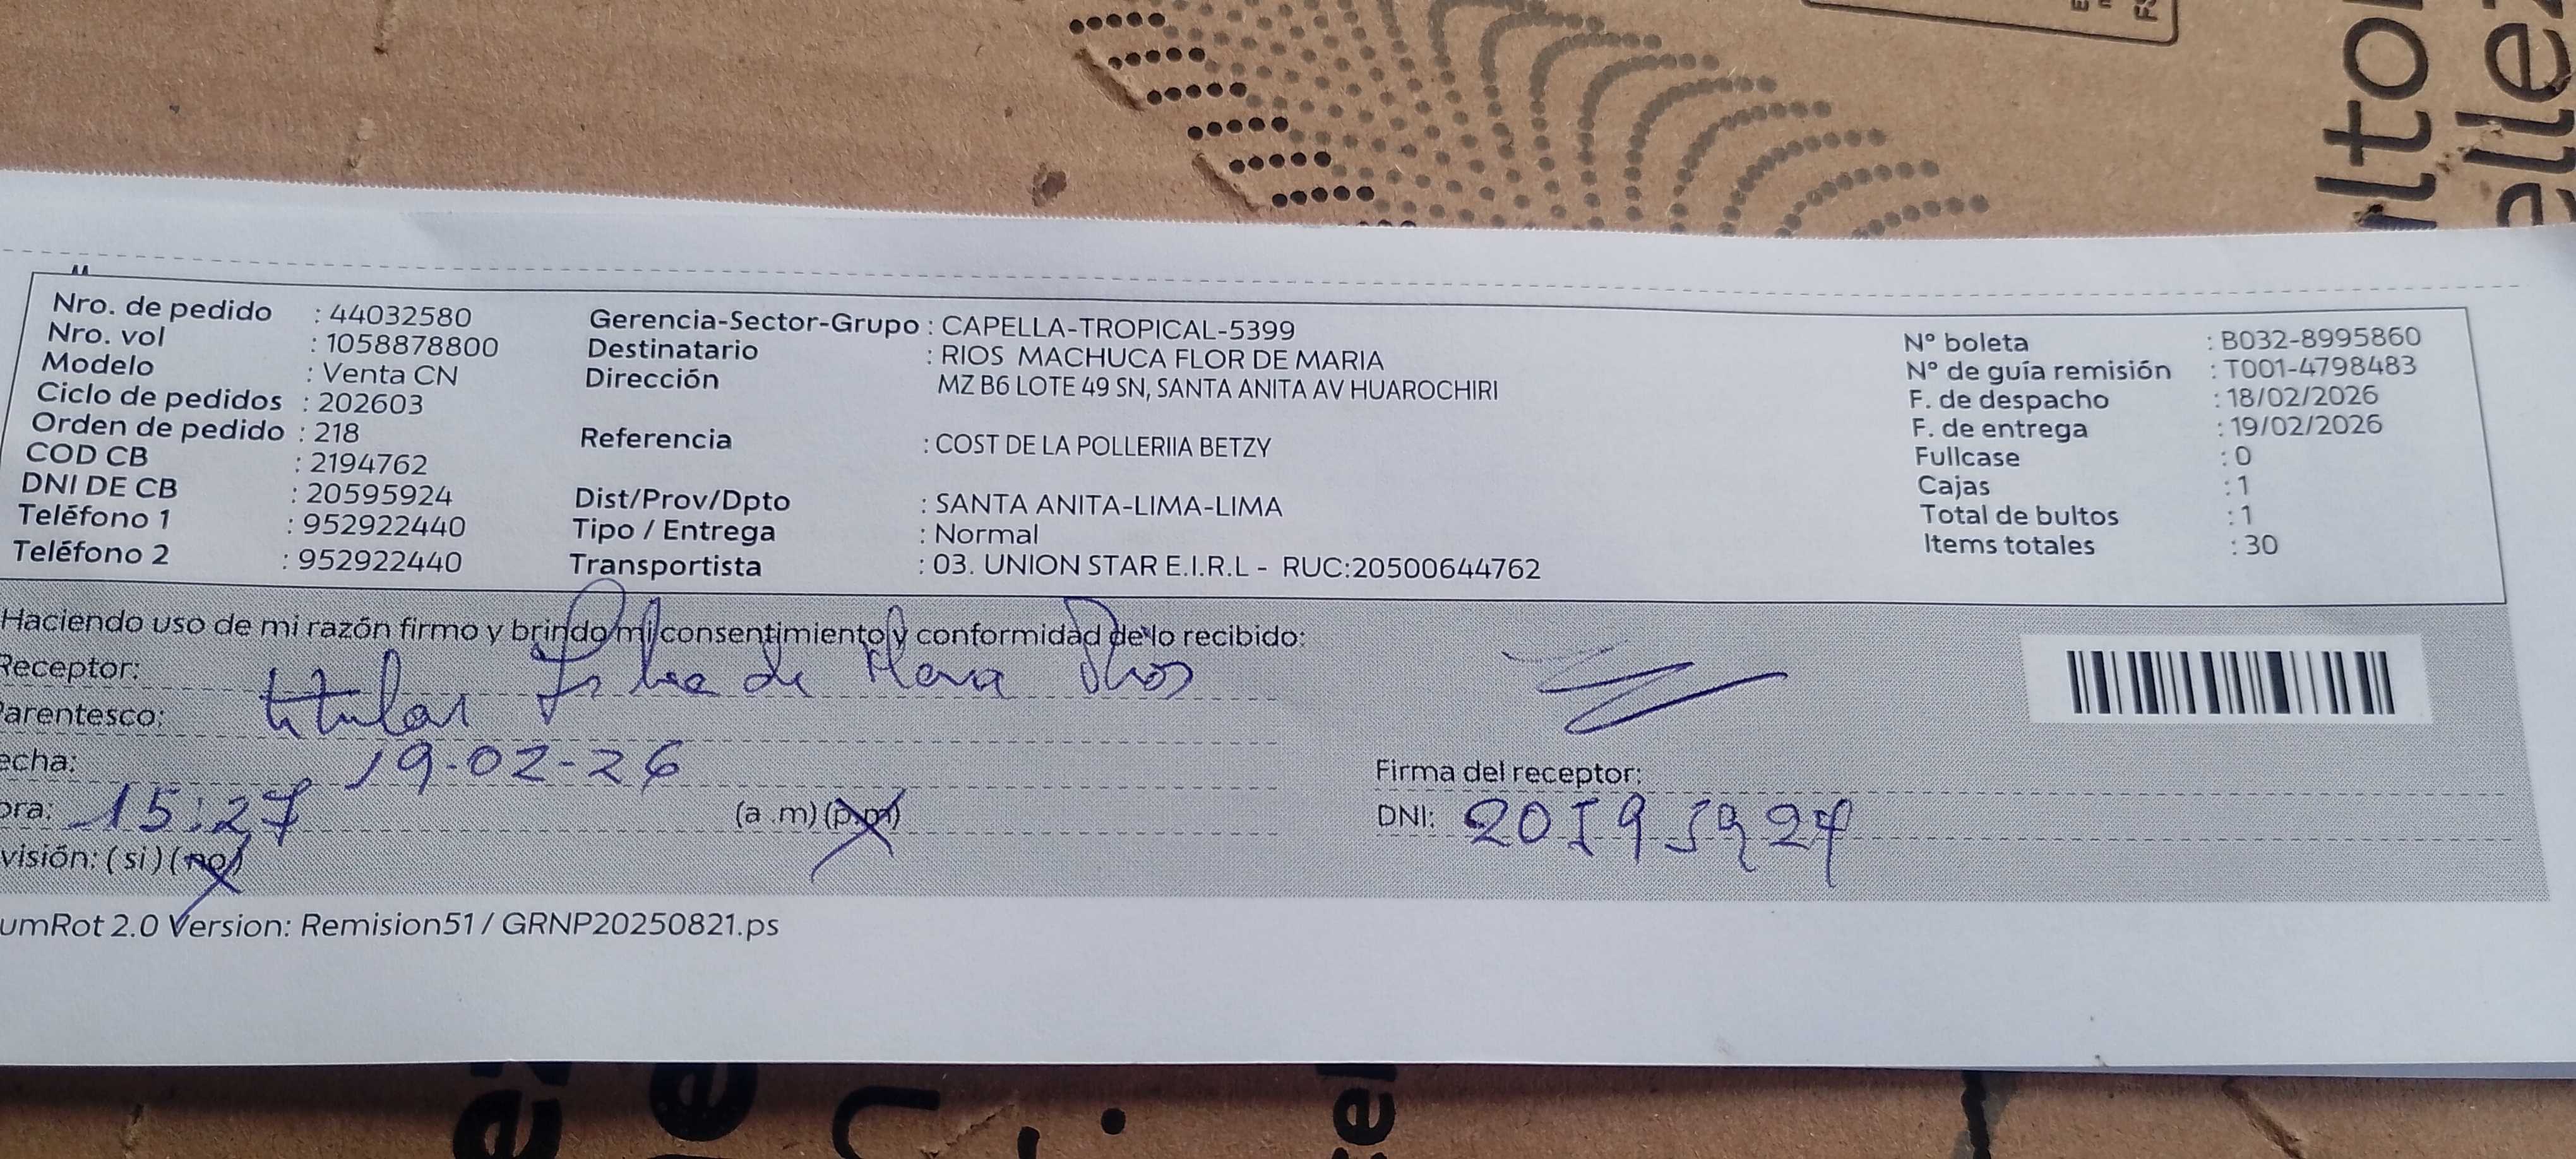 Nro. de pedido : 44032580
Nro. vol : 1058878800
Modelo : Venta CN
Ciclo de pedidos : 202603
Orden de pedido : 218
COD CB : 2194762
DNI DE CB : 20595924
Teléfono 1 : 952922440
Teléfono 2 : 952922440
Gerencia-Sector-Grupo : CAPELLA-TROPICAL-5399
Destinatario : RIOS MACHUCA FLOR DE MARIA
Dirección MZ B6 LOTE 49 SN, SANTA ANITA AV HUAROCHIRI
Referencia : COST DE LA POLLERIIA BETZY
Dist/Prov/Dpto : SANTA ANITA-LIMA-LIMA
Tipo / Entrega : Normal
Transportista : 03. UNION STAR E.I.R.L - RUC:20500644762
N° boleta : B032-8995860
N° de guía remisión : T001-4798483
F. de despacho : 18/02/2026
F. de entrega : 19/02/2026
Fullcase : 0
Cajas : 1
Total de bultos : 1
Items totales : 30
Haciendo uso de mi razón firmo y brindo mi consentimiento y conformidad de lo recibido:
Receptor: de Rios
Parentesco: titular
echa: 19-02-26
ora: 15:27 (a .m) (p.m)
visión: ( si ) ( no )
Firma del receptor:
DNI: 20595924
umRot 2.0 Version: Remision51 / GRNP20250821.ps